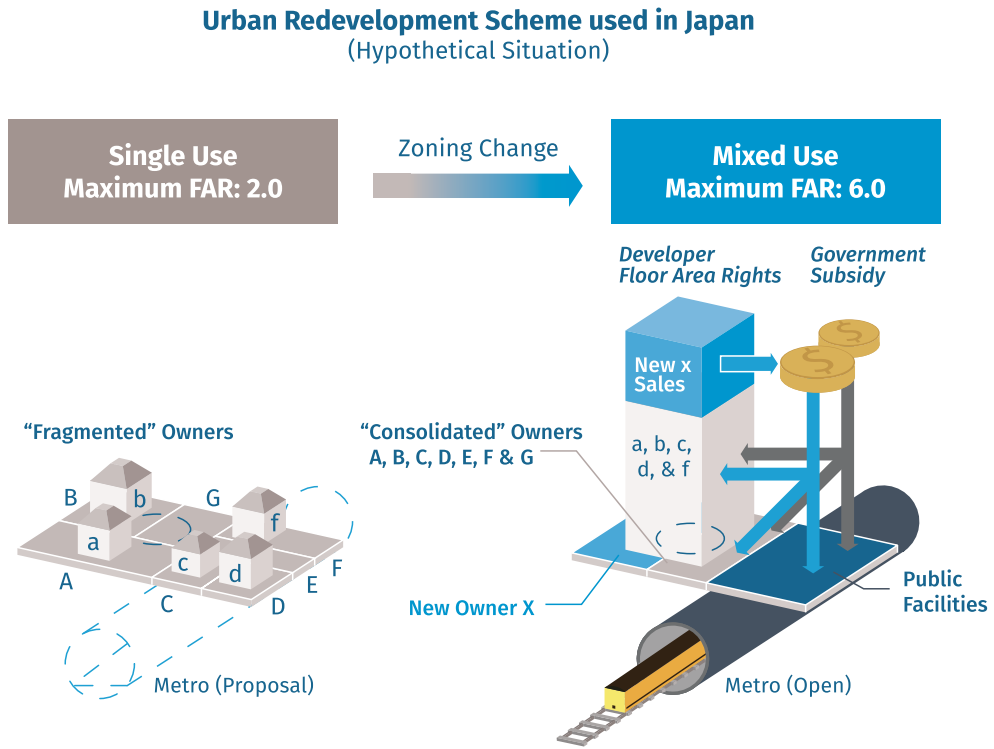 Urban Redevelopment Scheme used in Japan
(Hypothetical Situation)
Single Use
Maximum FAR: 2.0
Zoning Change
Mixed Use
Maximum FAR: 6.0
Developer
Floor Area Rights
Government
Subsidy
New x
Sales
$
$
“Fragmented” Owners
“Consolidated” Owners
A, B, C, D, E, F & G
a, b, c,
d, & f
B
b
G
f
a
c
d
A
C
D
E
F
New Owner X
Public
Facilities
Metro (Proposal)
Metro (Open)